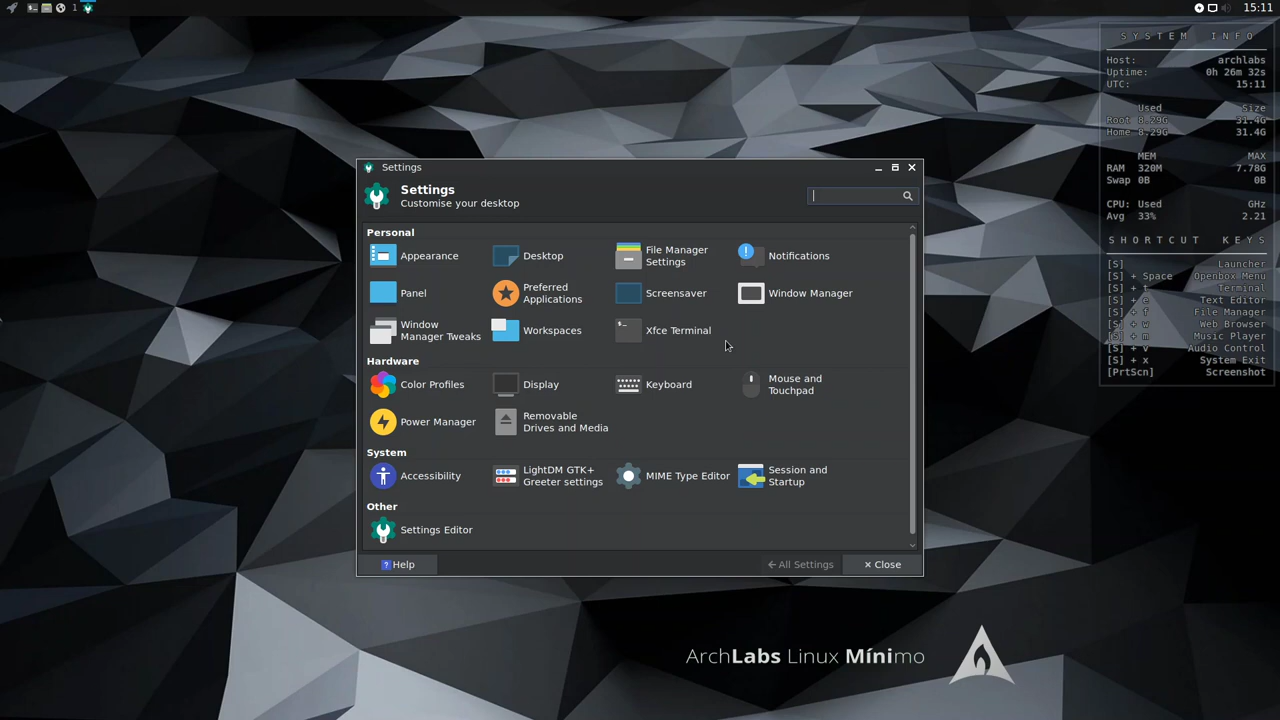 1
15:11
SYSTEM INFO
Host: archlabs
Uptime: 0h 26m 32s
UTC: 15:11
Used Size
Root 8.29G 31.4G
Home 8.29G 31.4G
MEM MAX
RAM 320M 7.78G
Swap 0B 0B
CPU: Used GHz
Avg 33% 2.21
SHORTCUT KEYS
[S] Launcher
[S] + Space Openbox Menu
[S] + t Terminal
[S] + e Text Editor
[S] + f File Manager
[S] + w Web Browser
[S] + m Music Player
[S] + v Audio Control
[S] + x System Exit
[PrtScn] Screenshot
Settings
Settings
Customise your desktop
Personal
Appearance
Desktop
File Manager
Settings
Notifications
Panel
Preferred
Applications
Screensaver
Window Manager
Window
Manager Tweaks
Workspaces
Xfce Terminal
Hardware
Color Profiles
Display
Keyboard
Mouse and
Touchpad
Power Manager
Removable
Drives and Media
System
Accessibility
LightDM GTK+
Greeter settings
MIME Type Editor
Session and
Startup
Other
Settings Editor
? Help
All Settings
Close
ArchLabs Linux Mínimo